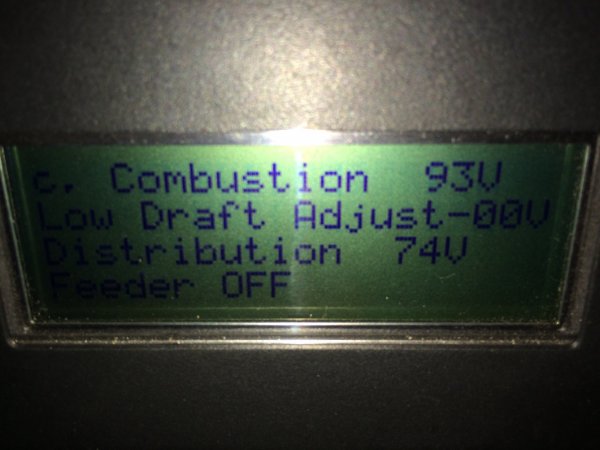 c. Combustion 93V
Low Draft Adjust-00V
Distribution 74V
Feeder OFF